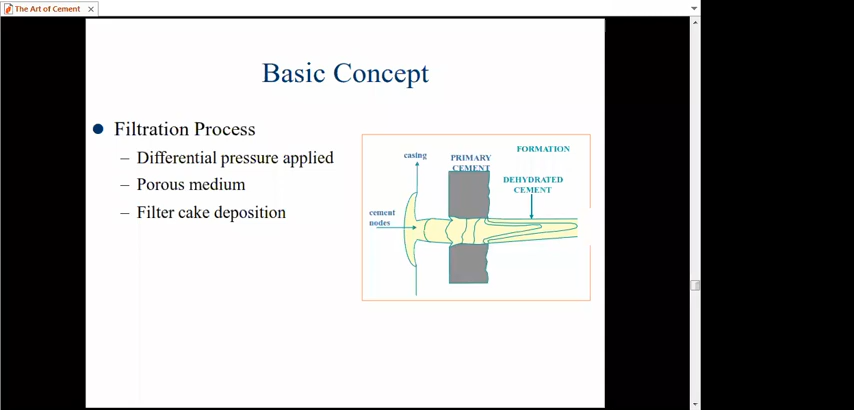 The Art of Cement
Basic Concept
Filtration Process
– Differential pressure applied
– Porous medium
– Filter cake deposition
casing
PRIMARY
CEMENT
FORMATION
DEHYDRATED
CEMENT
cement
nodes